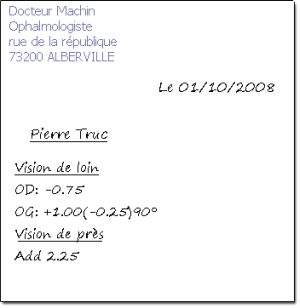 Docteur Machin
Ophalmologiste
rue de la république
73200 ALBERVILLE
Le 01/10/2008
Pierre Truc
Vision de loin
OD: -0.75
OG: +1.00(-0.25)90°
Vision de près
Add 2.25